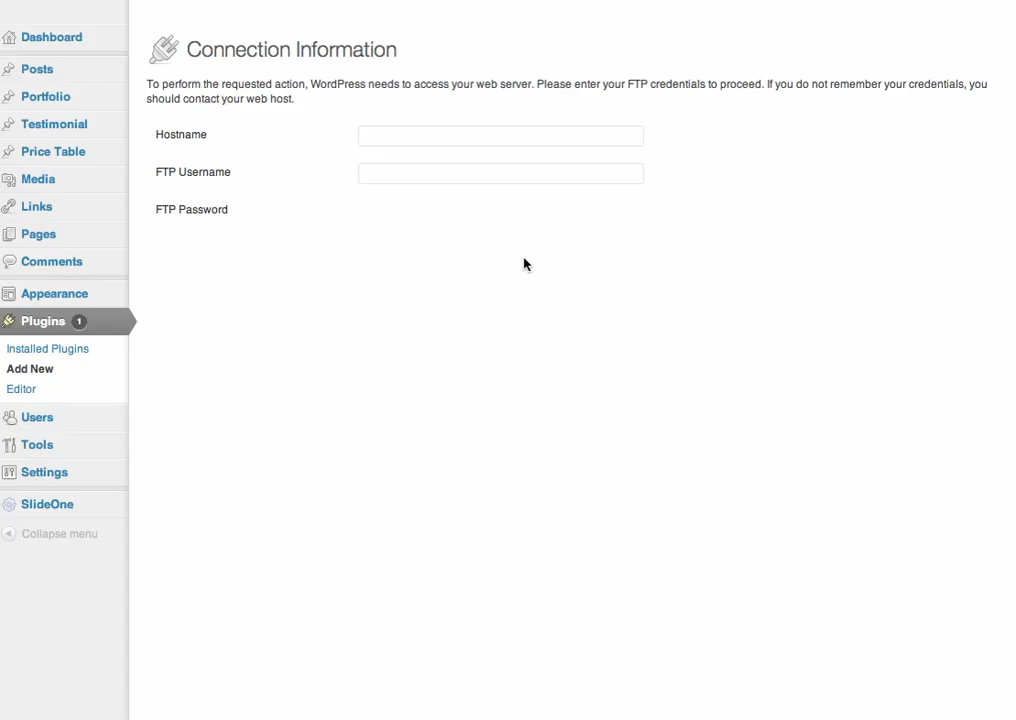 Dashboard
Posts
Portfolio
Testimonial
Price Table
Media
Links
Pages
Comments
Appearance
Plugins 1
Installed Plugins
Add New
Editor
Users
Tools
Settings
SlideOne
Collapse menu
Connection Information
To perform the requested action, WordPress needs to access your web server. Please enter your FTP credentials to proceed. If you do not remember your credentials, you
should contact your web host.
Hostname
FTP Username
FTP Password